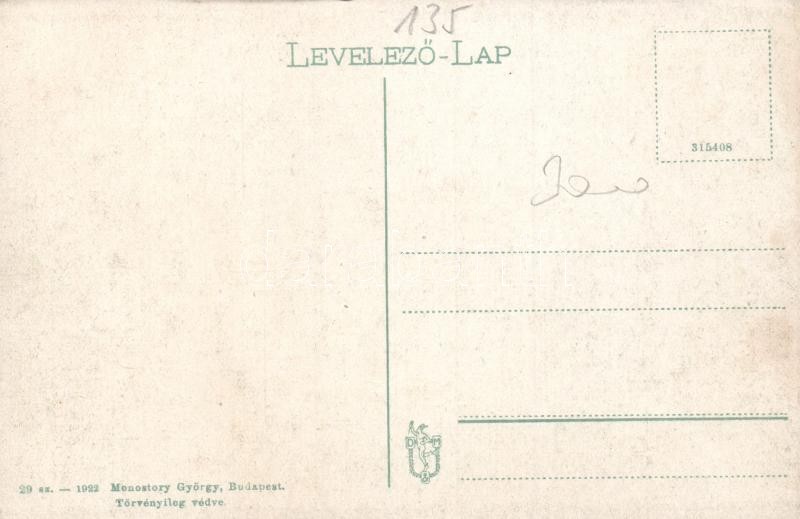 135
LEVELEZŐ-LAP
315408
29 sz. — 1922 Monostory György, Budapest.
Törvényileg védve.
D M